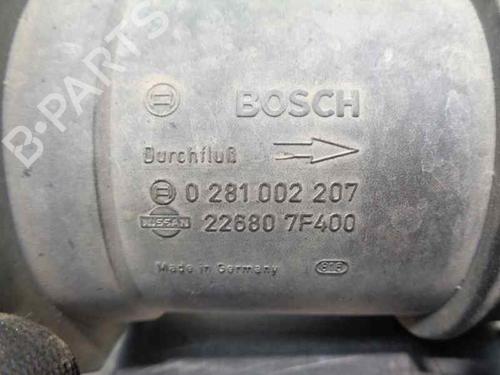 B-PARTS
BOSCH
Durchfluß
0 281 002 207
NISSAN 22680 7F400
Made in Germany